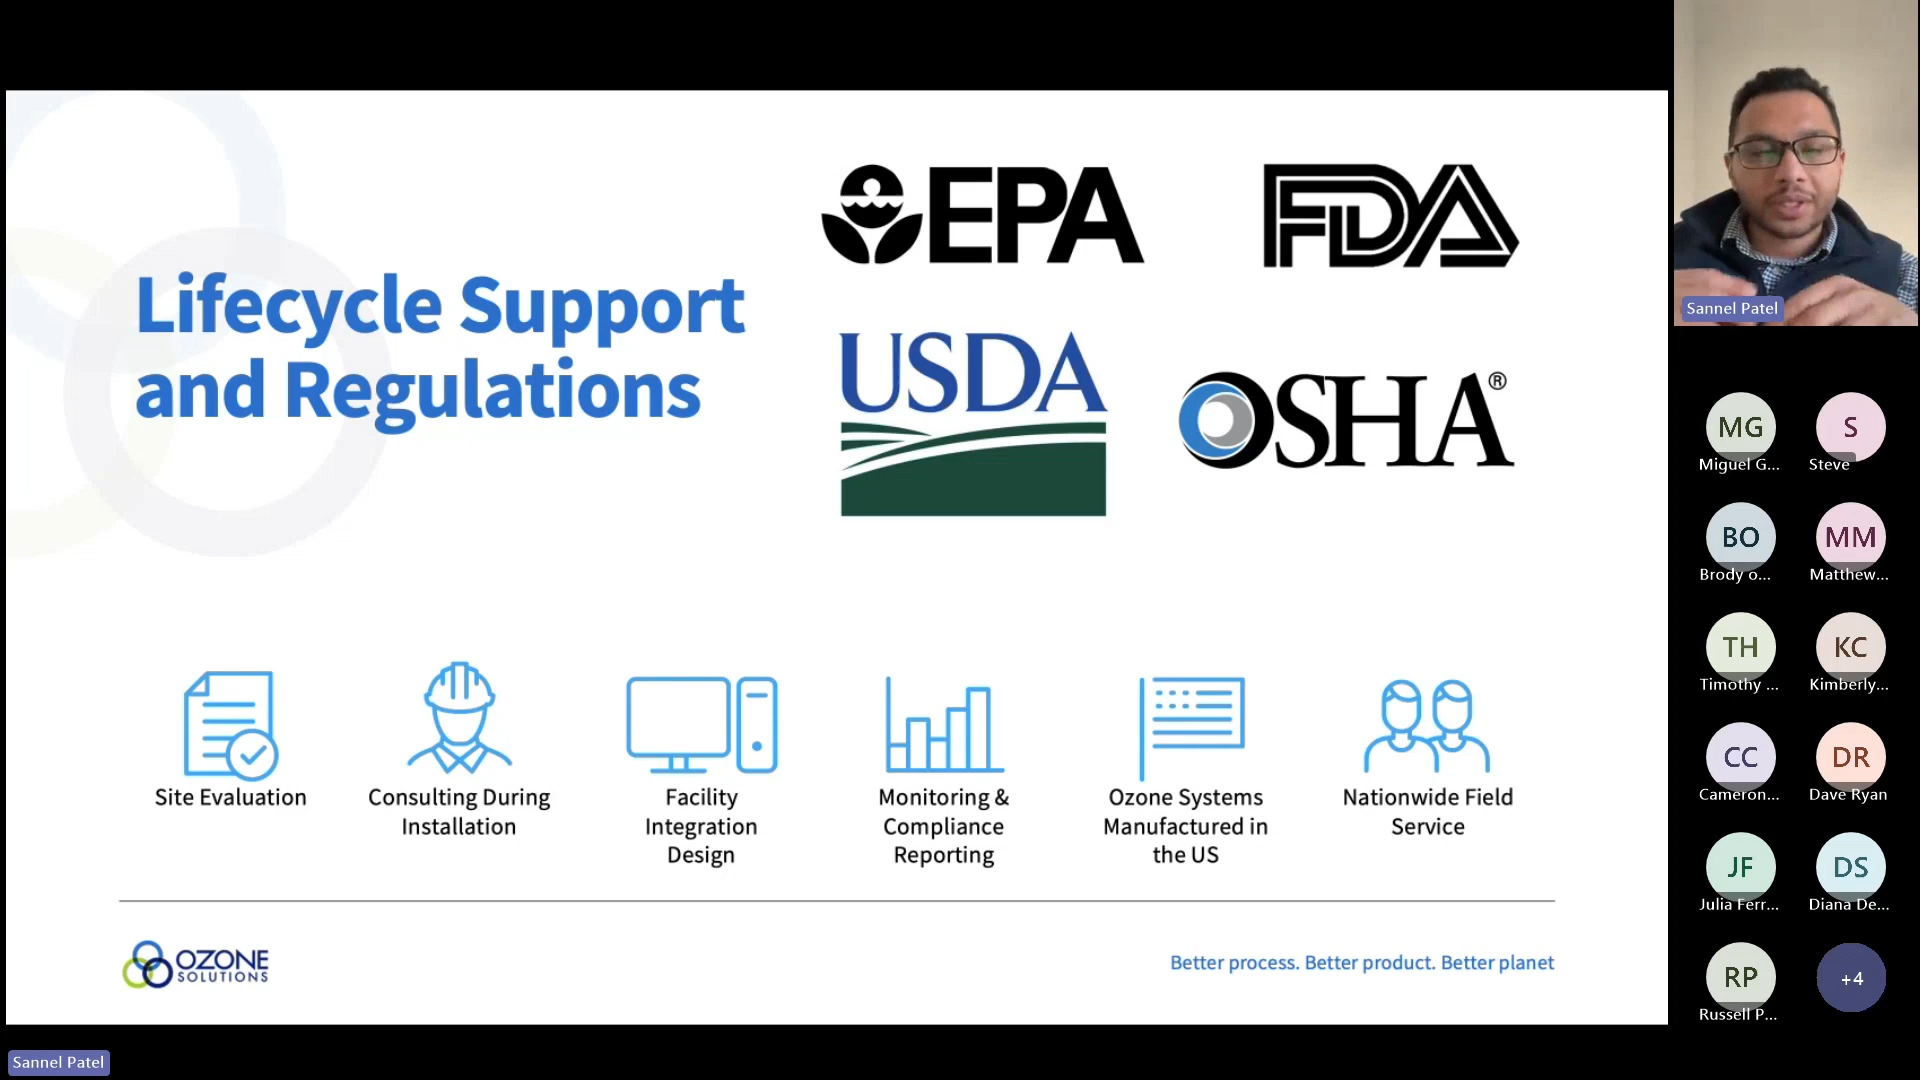 EPA
FDA
Lifecycle Support
and Regulations
USDA
OSHA®
Site Evaluation
Consulting During
Installation
Facility
Integration
Design
Monitoring &
Compliance
Reporting
Ozone Systems
Manufactured in
the US
Nationwide Field
Service
OZONE
SOLUTIONS
Better process. Better product. Better planet
Sannel Patel
Sannel Patel
MG
Miguel G...
S
Steve
BO
Brody o...
MM
Matthew...
TH
Timothy ...
KC
Kimberly...
CC
Cameron...
DR
Dave Ryan
JF
Julia Ferr...
DS
Diana De...
RP
Russell P...
+4